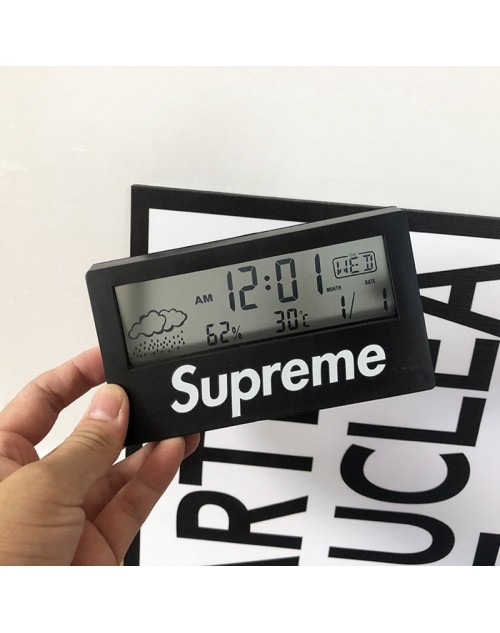 AM 12:01 WED
MONTH DATE
62% 30°C 1/ 1
Supreme
ART
UCLEA